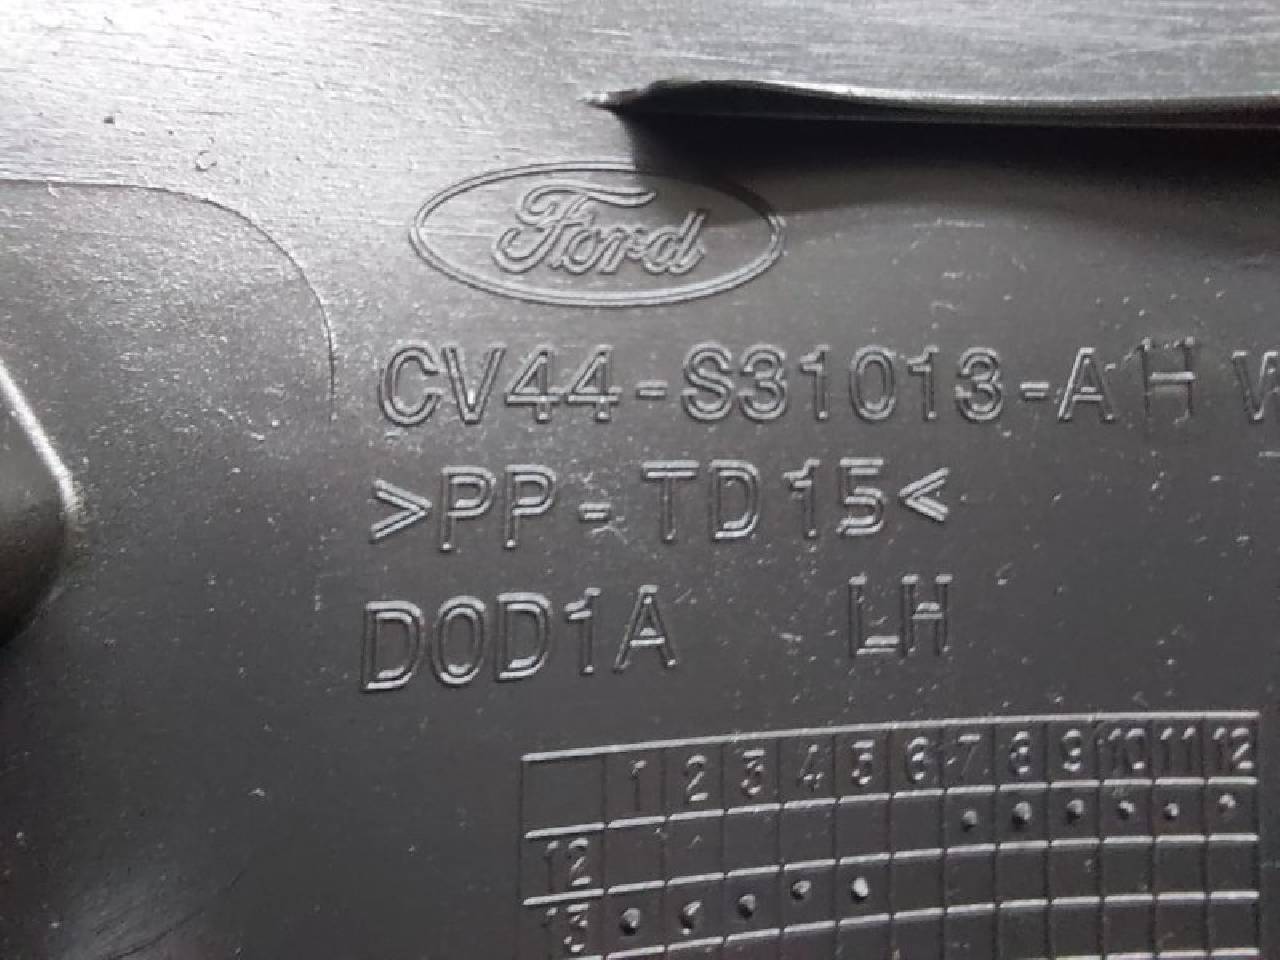 Ford
CV44-S31013-AH
>PP-TD15<
D0D1A LH
1 2 3 4 5 6 7 8 9 10 11 12
12
13